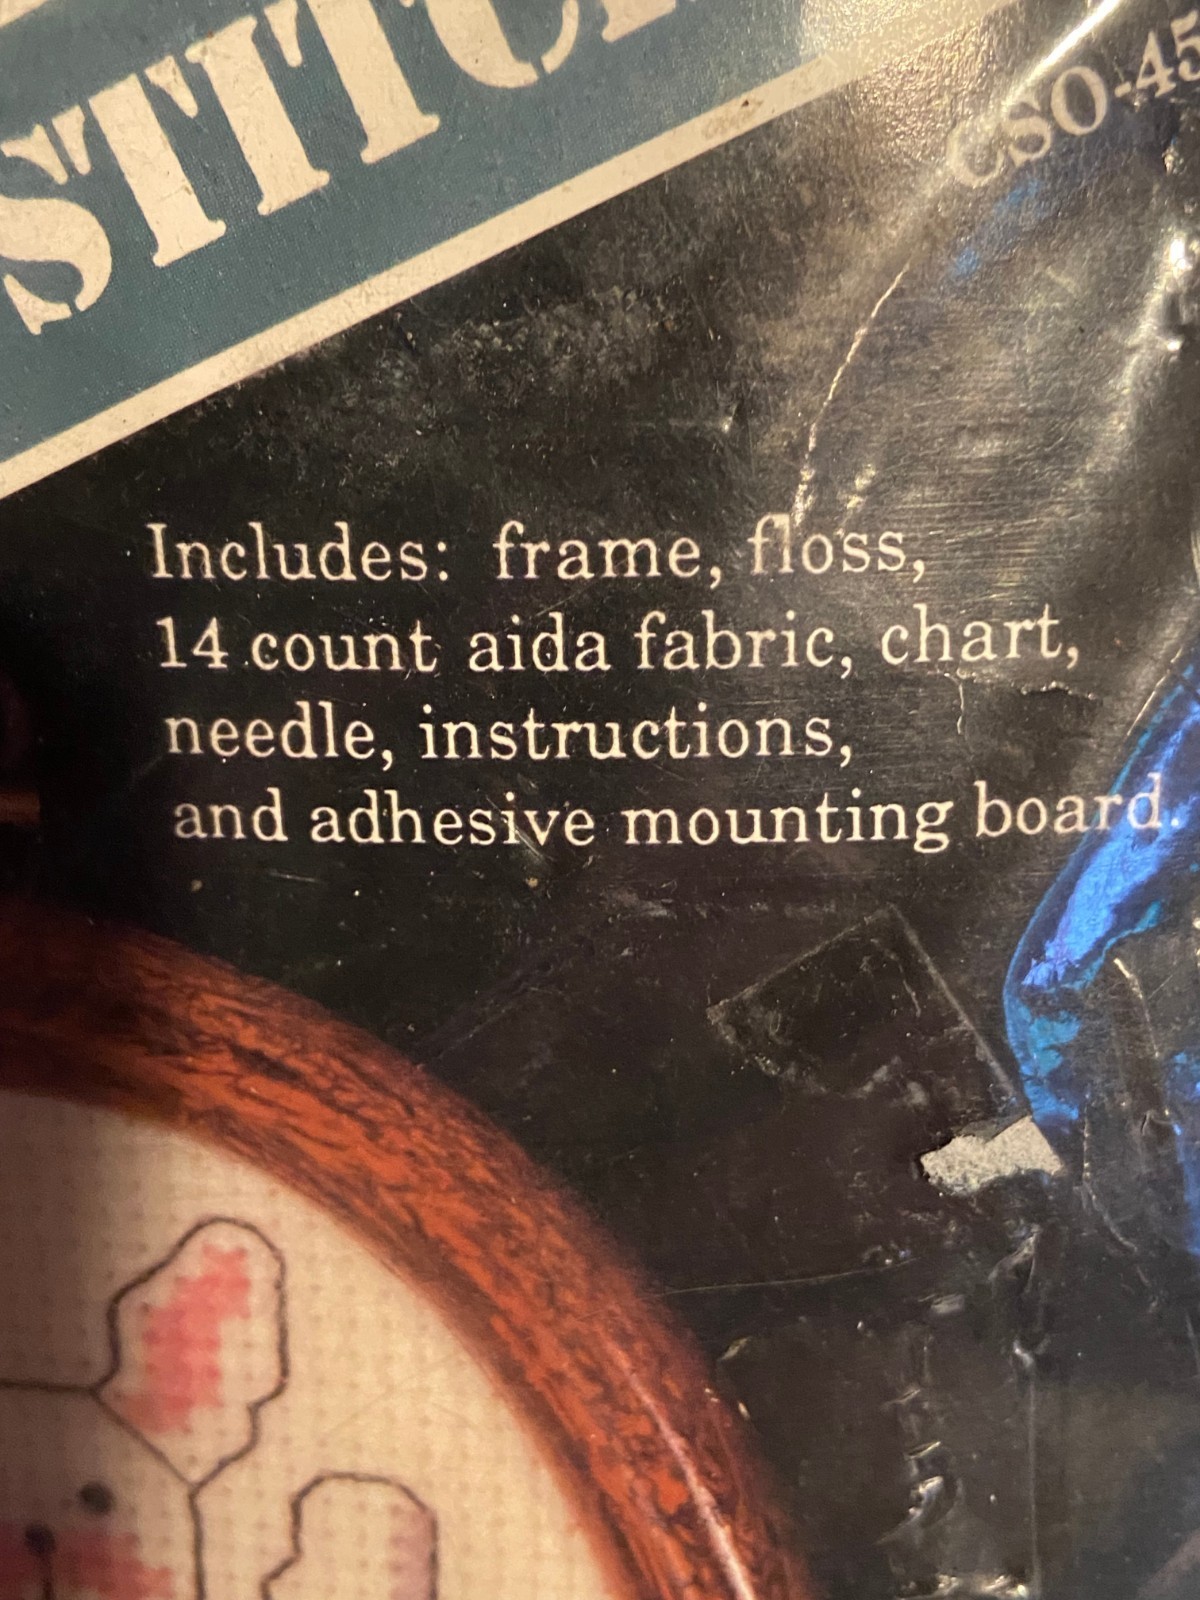 STITC
CSO-45
Includes: frame, floss,
14 count aida fabric, chart,
needle, instructions,
and adhesive mounting board.